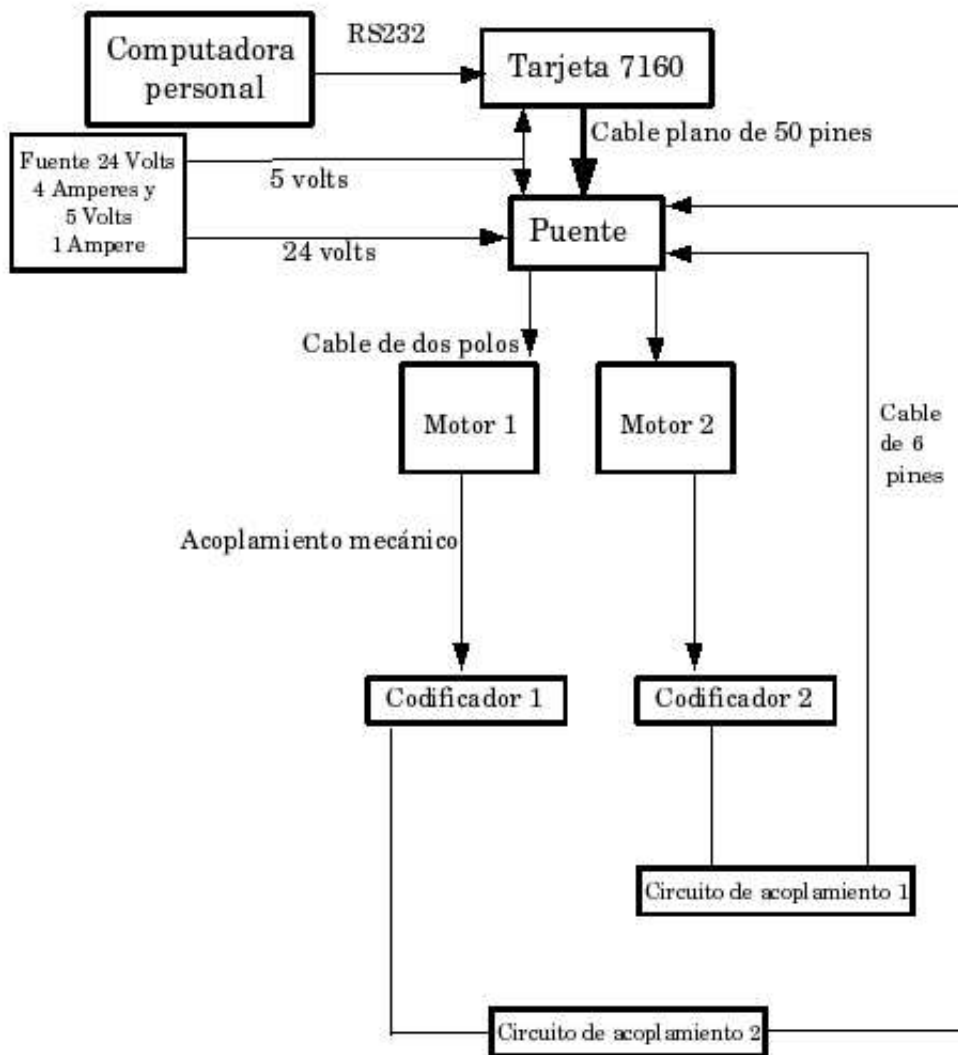 Computadora
personal
RS232
Tarjeta 7160
Cable plano de 50 pines
Fuente 24 Volts
4 Amperes y
5 Volts
1 Ampere
5 volts
24 volts
Puente
Cable de dos polos
Motor 1
Motor 2
Cable
de 6
pines
Acoplamiento mecánico
Codificador 1
Codificador 2
Circuito de acoplamiento 1
Circuito de acoplamiento 2